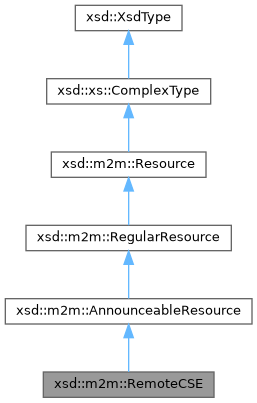 xsd::XsdType
xsd::xs::ComplexType
xsd::m2m::Resource
xsd::m2m::RegularResource
xsd::m2m::AnnounceableResource
xsd::m2m::RemoteCSE